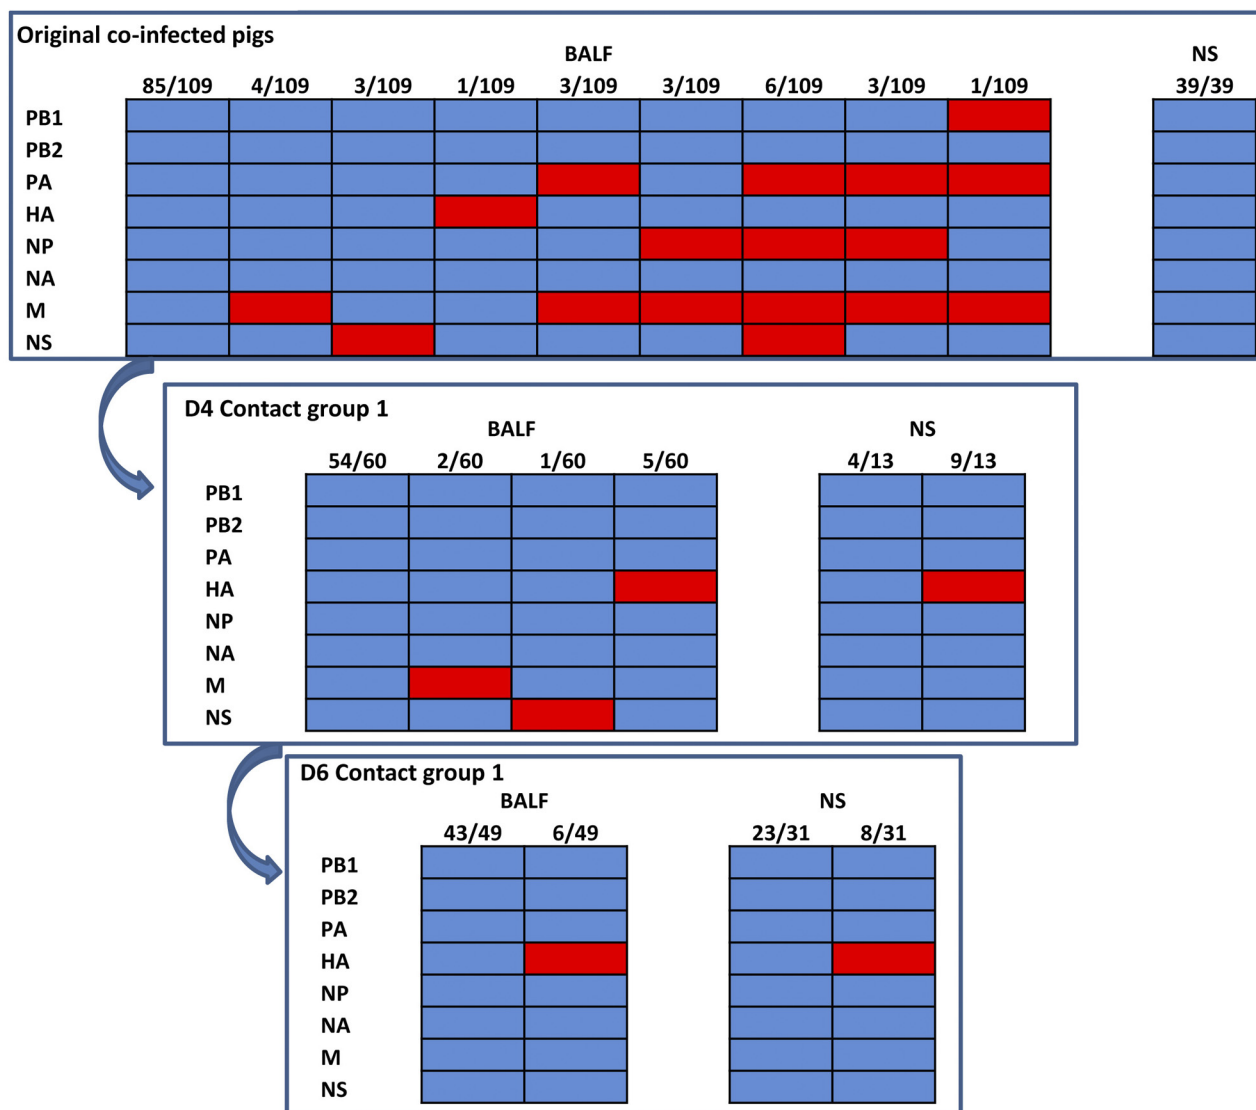 Original co-infected pigs
BALF NS
85/109 4/109 3/109 1/109 3/109 3/109 6/109 3/109 1/109 39/39
PB1
PB2
PA
HA
NP
NA
M
NS
D4 Contact group 1
BALF NS
54/60 2/60 1/60 5/60 4/13 9/13
PB1
PB2
PA
HA
NP
NA
M
NS
D6 Contact group 1
BALF NS
43/49 6/49 23/31 8/31
PB1
PB2
PA
HA
NP
NA
M
NS